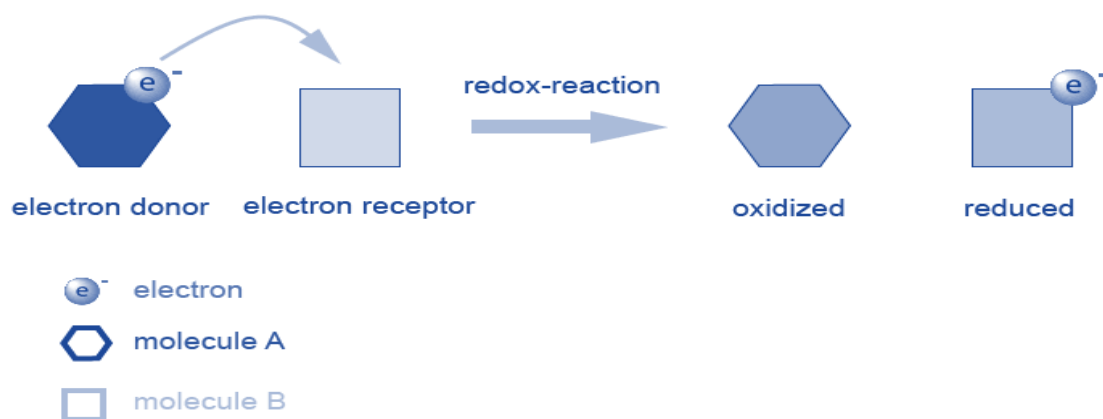 e-
redox-reaction
e-
electron donor
electron receptor
oxidized
reduced
e- electron
molecule A
molecule B